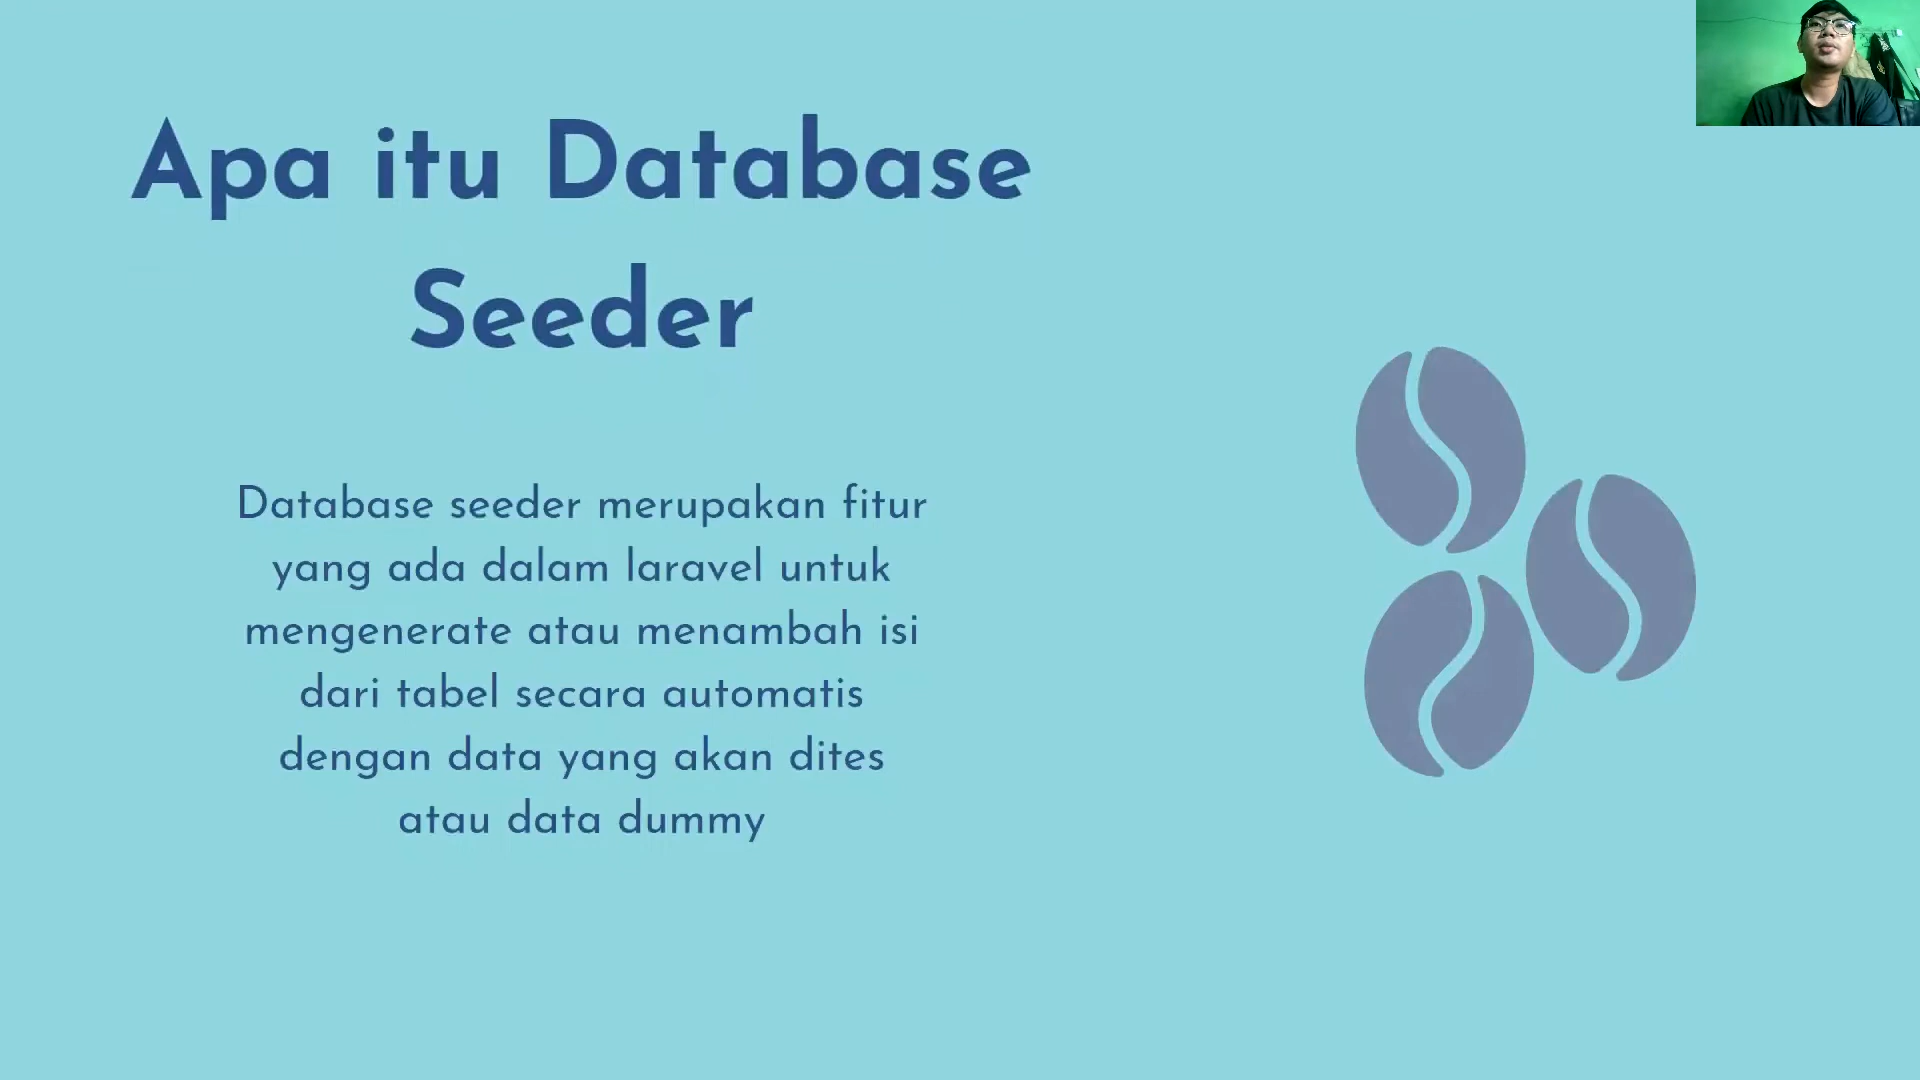 Apa itu Database
Seeder
Database seeder merupakan fitur
yang ada dalam laravel untuk
mengenerate atau menambah isi
dari tabel secara automatis
dengan data yang akan dites
atau data dummy